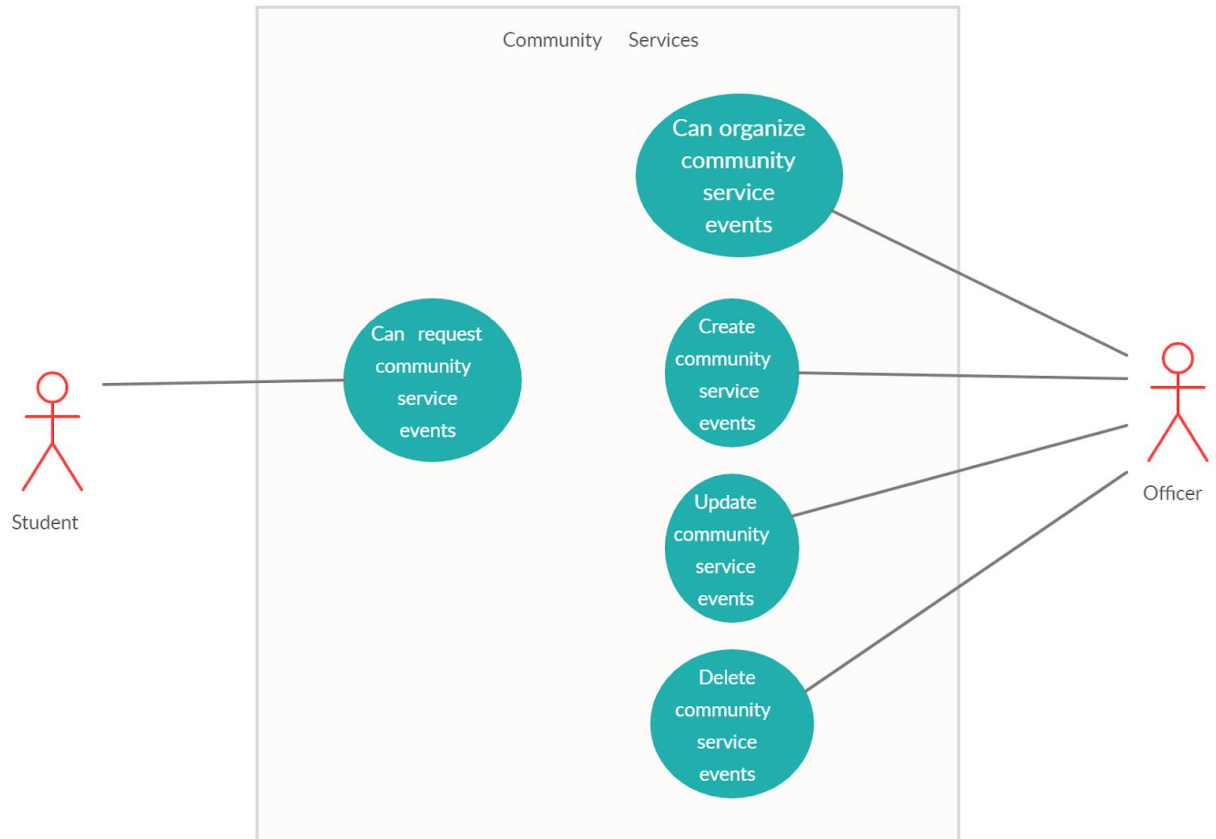 Community Services
Can organize
community
service
events
Can request
community
service
events
Create
community
service
events
Update
community
service
events
Delete
community
service
events
Student
Officer